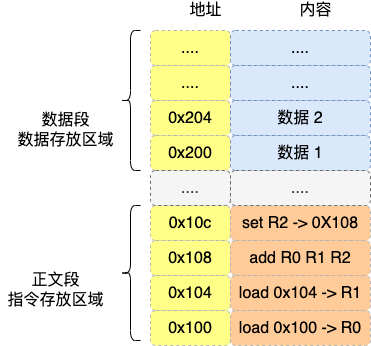 地址 内容
.... ....
.... ....
数据段
数据存放区域
0x204 数据 2
0x200 数据 1
.... ....
正文段
指令存放区域
0x10c set R2 -> 0X108
0x108 add R0 R1 R2
0x104 load 0x104 -> R1
0x100 load 0x100 -> R0